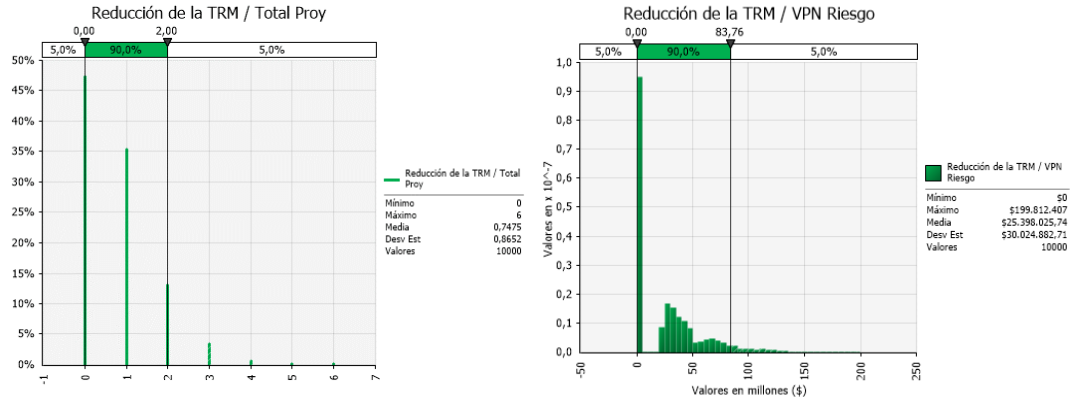 Reducción de la TRM / Total Proy
0,00 2,00
5,0% 90,0% 5,0%
50%
45%
40%
35%
30%
25%
20%
15%
10%
5%
0%
-1 0 1 2 3 4 5 6 7
Reducción de la TRM / Total
Proy
Mínimo 0
Máximo 6
Media 0,7475
Desv Est 0,8652
Valores 10000
Reducción de la TRM / VPN Riesgo
0,00 83,76
5,0% 90,0% 5,0%
Valores en x 10^-7
1,0
0,9
0,8
0,7
0,6
0,5
0,4
0,3
0,2
0,1
0,0
-50 0 50 100 150 200 250
Valores en millones ($)
Reducción de la TRM / VPN
Riesgo
Mínimo $0
Máximo $199.812.407
Media $25.398.025,74
Desv Est $30.024.882,71
Valores 10000